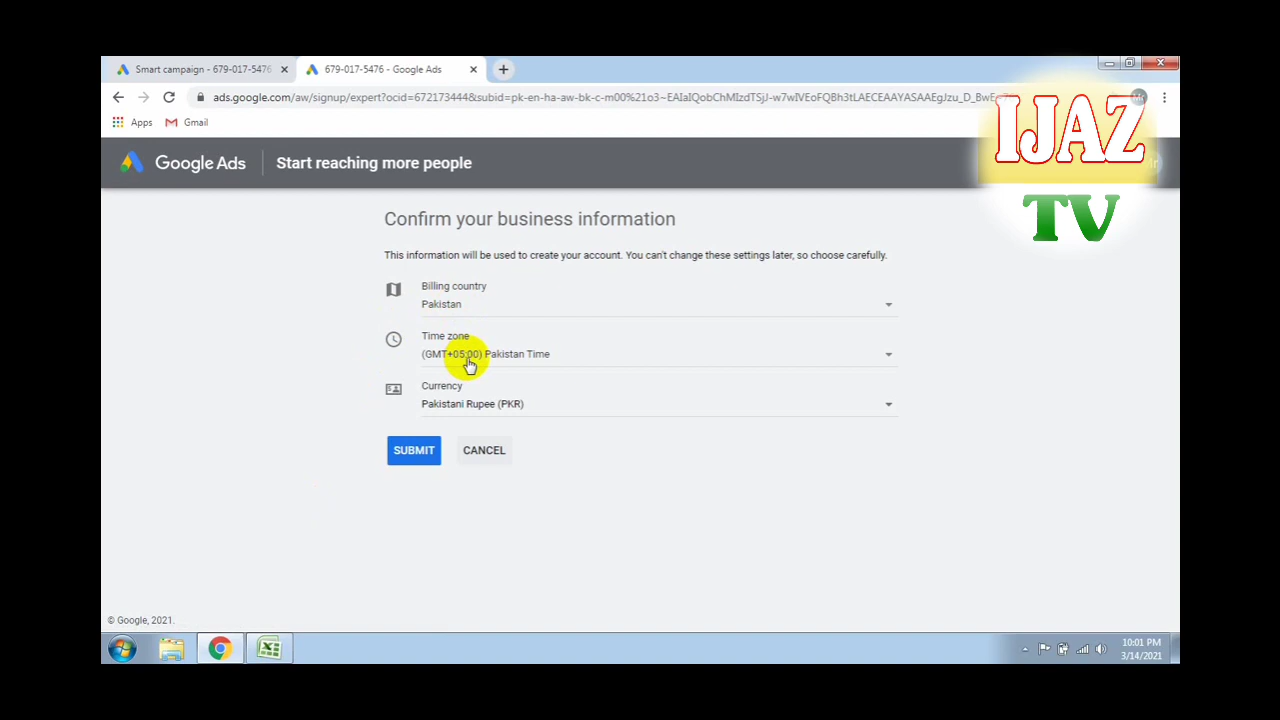 Smart campaign - 679-017-5476
679-017-5476 - Google Ads
ads.google.com/aw/signup/expert?ocid=672173444&subid=pk-en-ha-aw-bk-c-m00%21o3~EAIaIQobChMIzdTSjJ-w7wIVEoFQBh3tLAECEAAYASAAEgJzu_D_BwE
Apps
Gmail
IJAZ
TV
Google Ads
Start reaching more people
Confirm your business information
This information will be used to create your account. You can't change these settings later, so choose carefully.
Billing country
Pakistan
Time zone
(GMT+05:00) Pakistan Time
Currency
Pakistani Rupee (PKR)
SUBMIT
CANCEL
© Google, 2021.
10:01 PM
3/14/2021